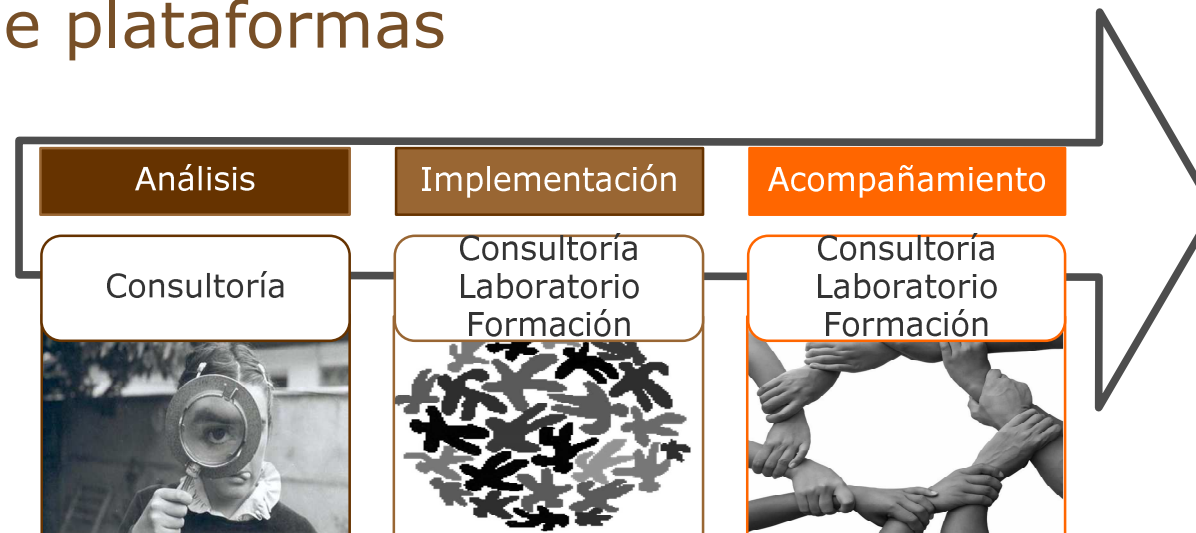 e plataformas
Análisis
Implementación
Acompañamiento
Consultoría
Consultoría
Laboratorio
Formación
Consultoría
Laboratorio
Formación